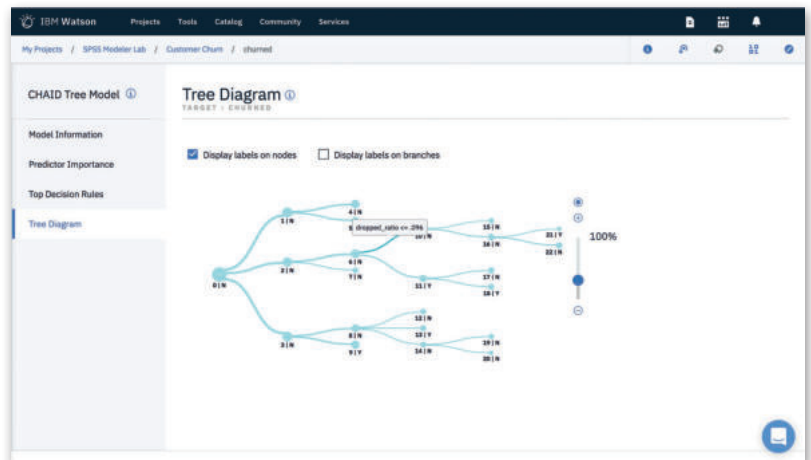 IBM Watson Projects Tools Catalog Community Services
My Projects / SPSS Modeler Lab / Customer Churn / churned
CHAID Tree Model
Model Information
Predictor Importance
Top Decision Rules
Tree Diagram
Tree Diagram
TARGET : CHURNED
Display labels on nodes Display labels on branches
100%
0 | N
1 | N
2 | N
3 | N
4 | N
dropped_ratio <= .096
6 | N
7 | N
8 | N
9 | Y
10 | N
11 | Y
12 | N
13 | Y
14 | N
15 | N
16 | N
17 | N
18 | Y
19 | N
20 | N
21 | Y
22 | N